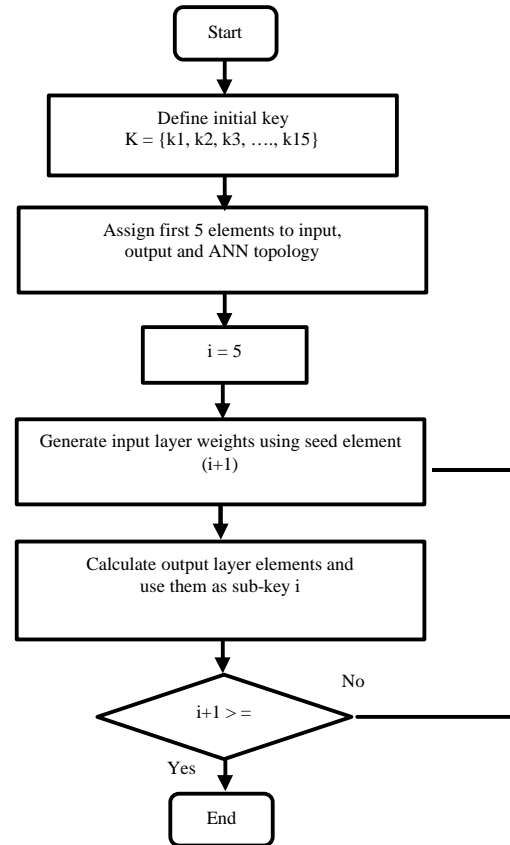 Start
Define initial key
K = {k1, k2, k3, …., k15}
Assign first 5 elements to input,
output and ANN topology
i = 5
Generate input layer weights using seed element
(i+1)
Calculate output layer elements and
use them as sub-key i
No
i+1 > =
Yes
End